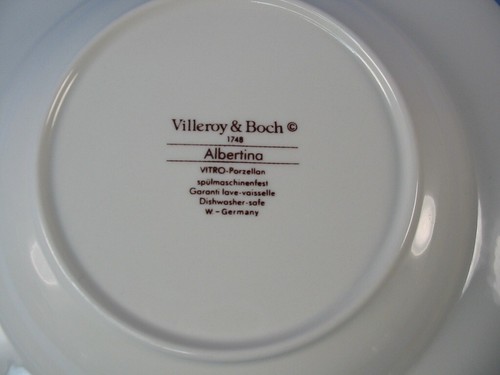 Villeroy & Boch ©
1748
Albertina
VITRO-Porzellan
spülmaschinenfest
Garanti lave-vaisselle
Dishwasher-safe
W.-Germany